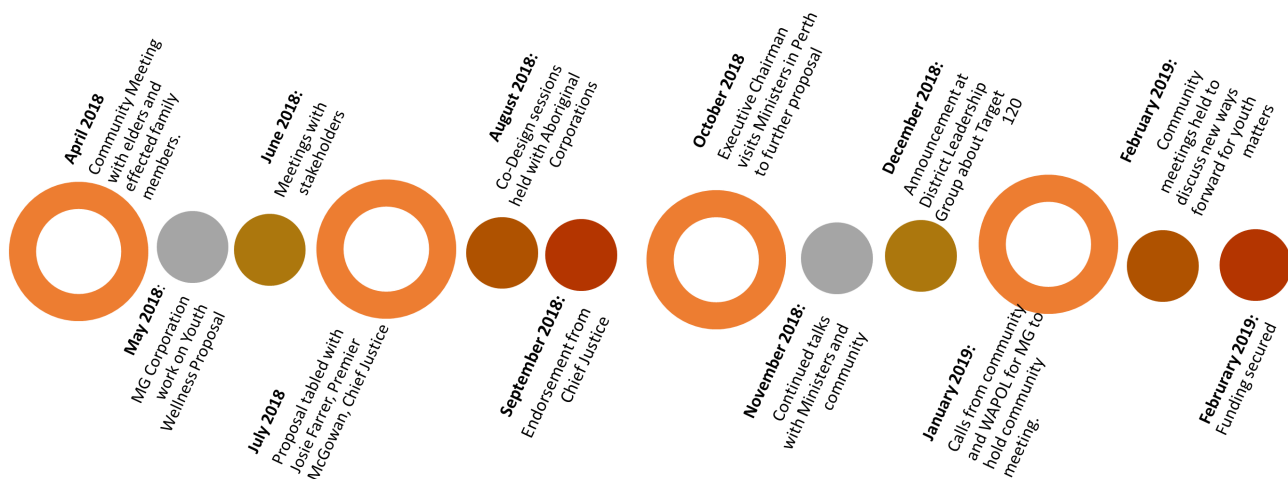 April 2018
Community Meeting
with elders and
effected family
members.
May 2018:
MG Corporation
work on Youth
Wellness Proposal
June 2018:
Meetings with
stakeholders
July 2018
Proposal tabled with
Josie Farrer, Premier
McGowan, Chief Justice
August 2018:
Co-Design sessions
held with Aboriginal
Corporations
September 2018:
Endorsement from
Chief Justice
October 2018
Executive Chairman
visits Ministers in Perth
to further proposal
November 2018:
Continued talks
with Ministers and
community
December 2018:
Announcement at
District Leadership
Group about Target
120
January 2019:
Calls from community
and WAPOL for MG to
hold community
meeting.
February 2019:
Community
meetings held to
discuss new ways
forward for youth
matters
Februrary 2019:
Funding secured